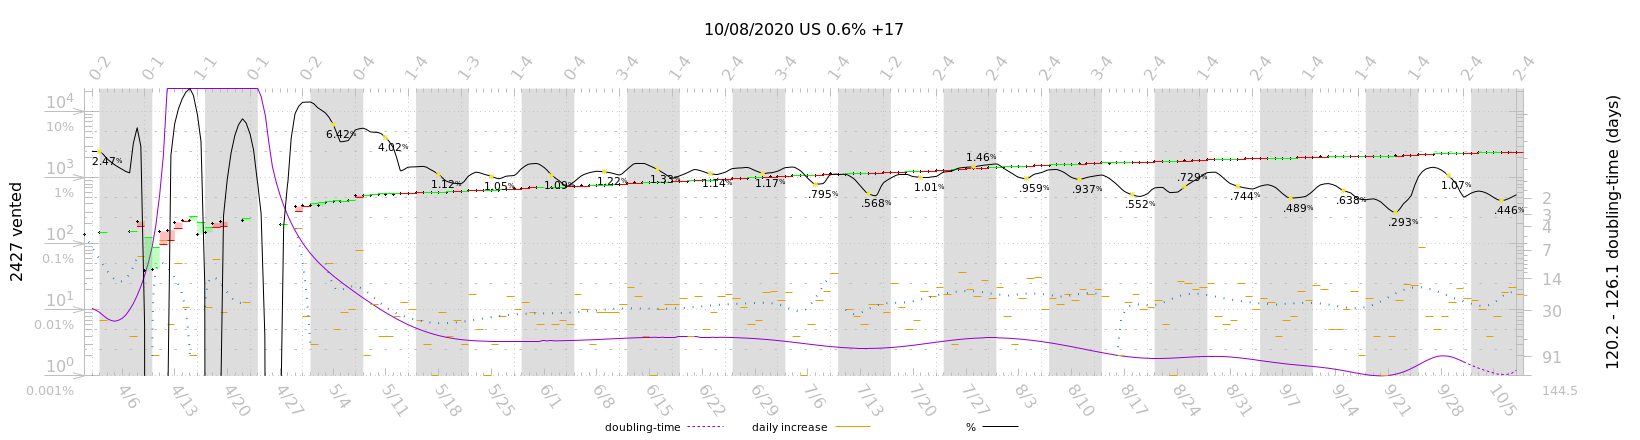 10/08/2020 US 0.6% +17
0-2 0-1 1-1 0-1 0-2 0-4 1-4 1-3 1-4 0-4 3-4 1-4 2-4 3-4 1-4 1-2 2-4 2-4 3-4 3-4 2-4 1-4 2-4 1-4 1-4 1-4 2-4 2-4
10⁴
10%
10³
1%
10²
0.1%
10¹
0.01%
10⁰
0.001%
2427 vented
2.47% 6.42% 4.02% 1.12% 1.05% 1.09% 1.22% 1.33% 1.14% 1.17% .795% .568% 1.01% 1.46% .959% .937% .552% .729% .744% .489% .638% .293% 1.07% .446%
2
3
4
7
14
30
91
144.5
120.2 - 126.1 doubling-time (days)
4/6 4/13 4/20 4/27 5/4 5/11 5/18 5/25 6/1 6/8 6/15 6/22 6/29 7/6 7/13 7/20 7/27 8/3 8/10 8/17 8/24 8/31 9/7 9/14 9/21 9/28 10/5
doubling-time daily increase %